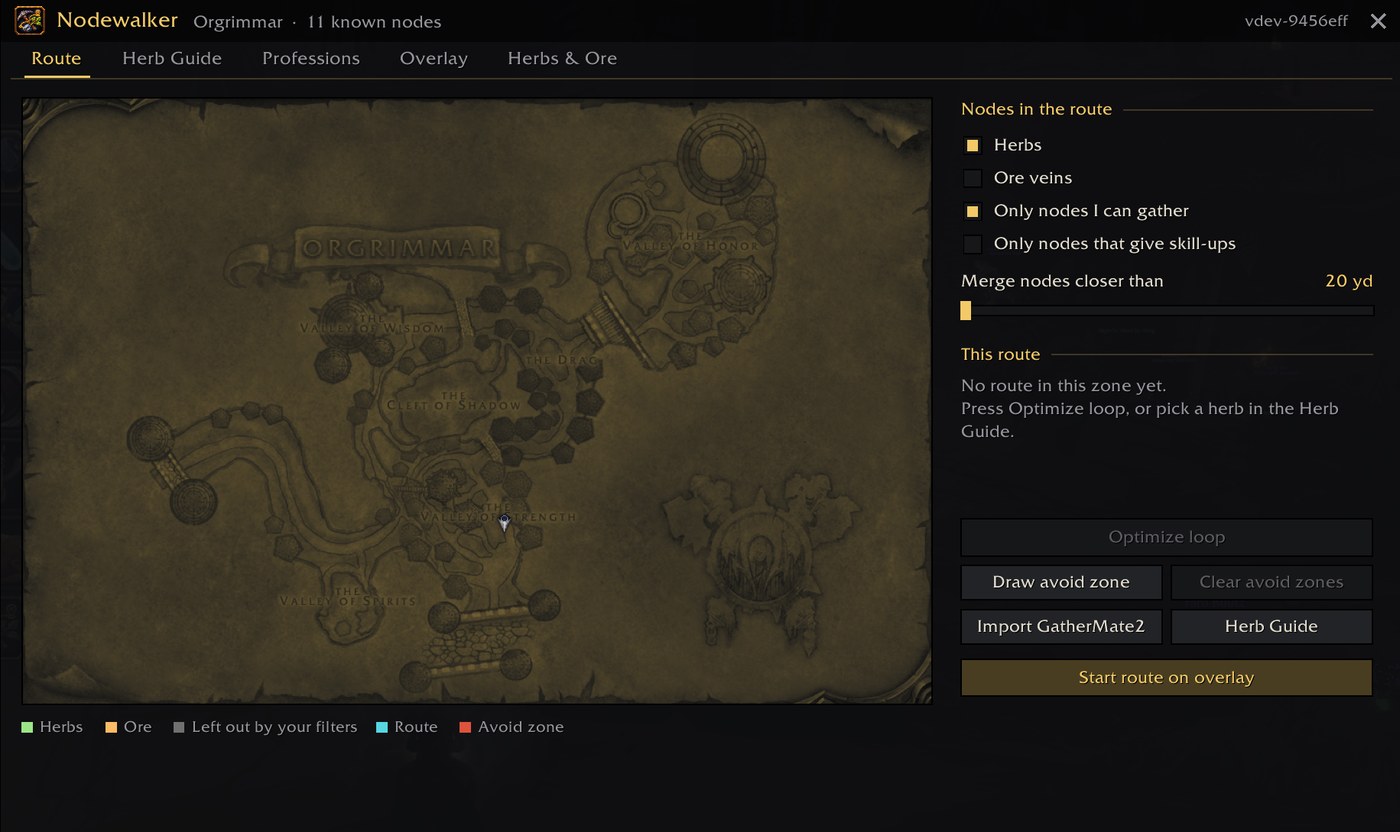 Nodewalker Orgrimmar · 11 known nodes vdev-9456eff
Route Herb Guide Professions Overlay Herbs & Ore
ORGRIMMAR
THE
VALLEY OF HONOR
THE
VALLEY OF WISDOM
THE DRAG
THE
CLEFT OF SHADOW
THE
VALLEY OF STRENGTH
THE
VALLEY OF SPIRITS
Herbs Ore Left out by your filters Route Avoid zone
Nodes in the route
Herbs
Ore veins
Only nodes I can gather
Only nodes that give skill-ups
Merge nodes closer than 20 yd
This route
No route in this zone yet.
Press Optimize loop, or pick a herb in the Herb
Guide.
Optimize loop
Draw avoid zone Clear avoid zones
Import GatherMate2 Herb Guide
Start route on overlay